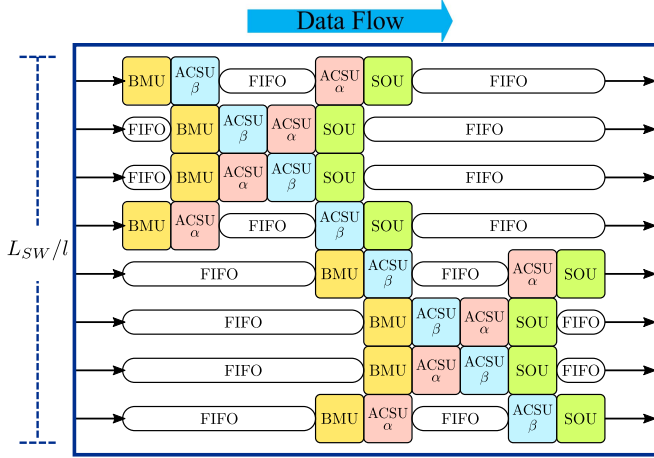 Data Flow
BMU ACSU β FIFO ACSU α SOU FIFO
FIFO BMU ACSU β ACSU α SOU FIFO
FIFO BMU ACSU α ACSU β SOU FIFO
BMU ACSU α FIFO ACSU β SOU FIFO
L_{SW}/l
FIFO BMU ACSU β FIFO ACSU α SOU
FIFO BMU ACSU β ACSU α SOU FIFO
FIFO BMU ACSU α ACSU β SOU FIFO
FIFO BMU ACSU α FIFO ACSU β SOU